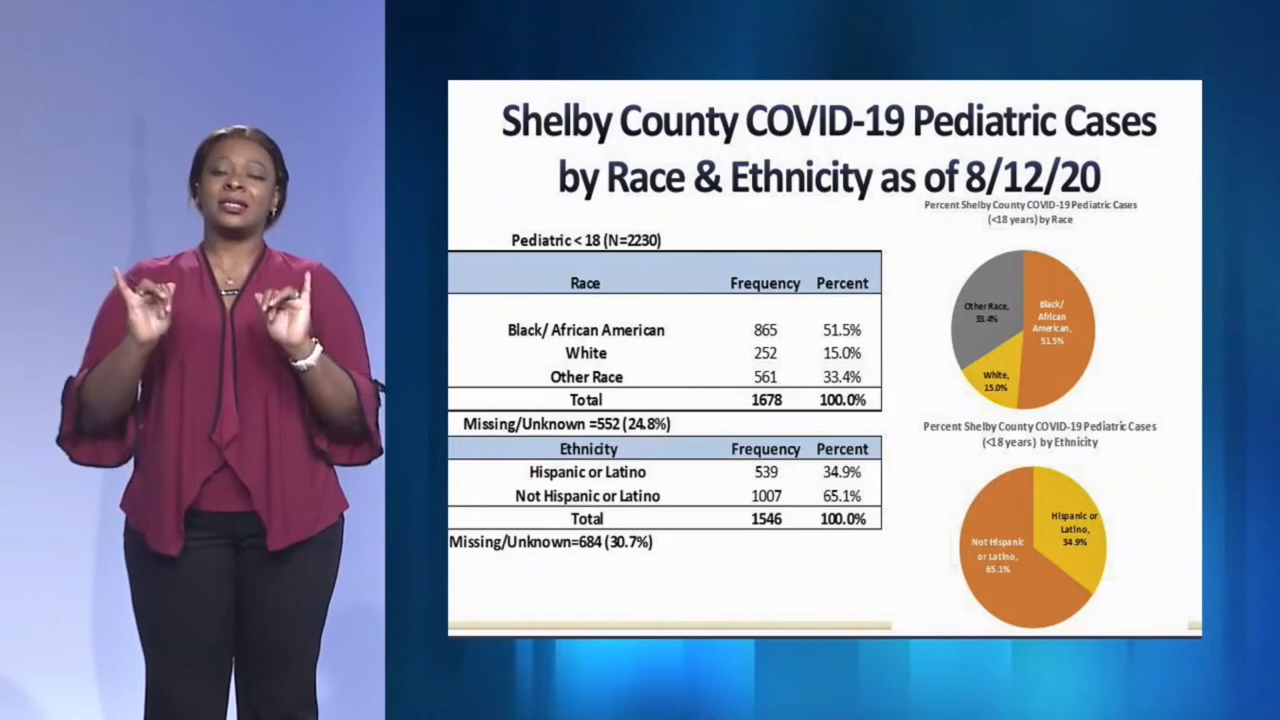 Shelby County COVID-19 Pediatric Cases
by Race & Ethnicity as of 8/12/20
Pediatric < 18 (N=2230)
Race Frequency Percent
Black/ African American 865 51.5%
White 252 15.0%
Other Race 561 33.4%
Total 1678 100.0%
Missing/Unknown =552 (24.8%)
Ethnicity Frequency Percent
Hispanic or Latino 539 34.9%
Not Hispanic or Latino 1007 65.1%
Total 1546 100.0%
Missing/Unknown=684 (30.7%)
Percent Shelby County COVID-19 Pediatric Cases
(<18 years) by Race
Other Race,
33.4%
Black/
African
American,
51.5%
White,
15.0%
Percent Shelby County COVID-19 Pediatric Cases
(<18 years) by Ethnicity
Hispanic or
Latino,
34.9%
Not Hispanic
or Latino,
65.1%